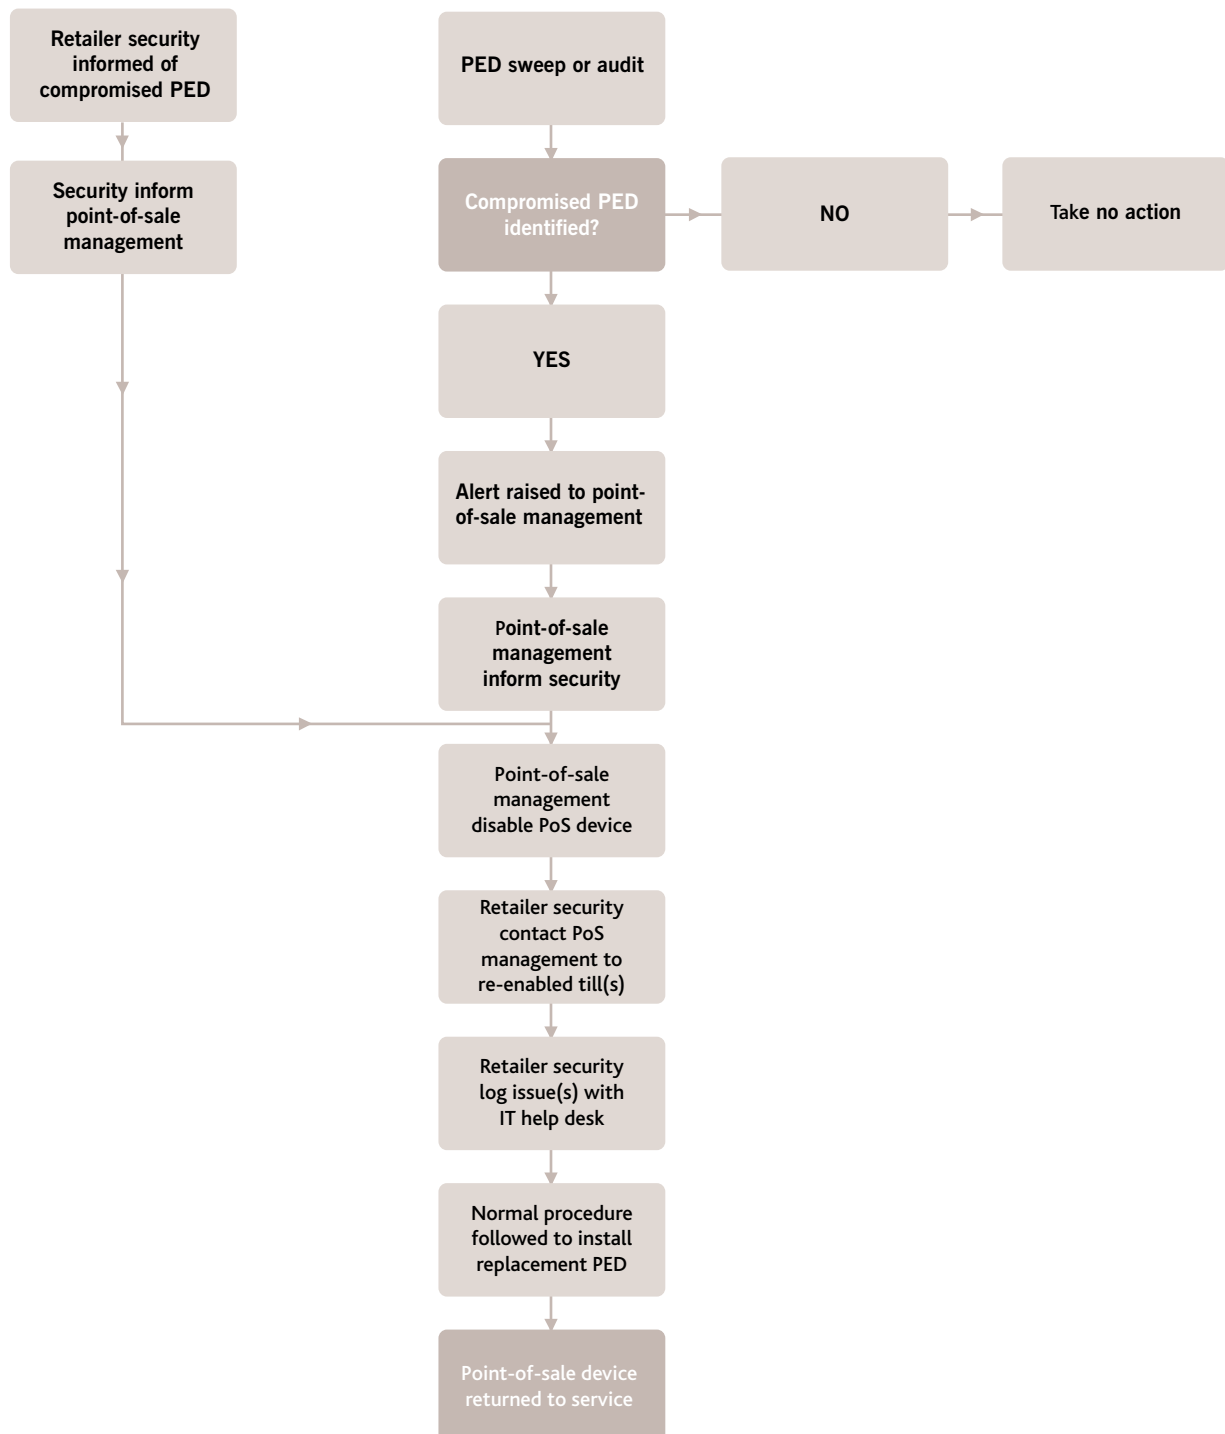 Retailer security
informed of
compromised PED
PED sweep or audit
Security inform
point-of-sale
management
Compromised PED
identified?
NO
Take no action
YES
Alert raised to point-
of-sale management
Point-of-sale
management
inform security
Point-of-sale
management
disable PoS device
Retailer security
contact PoS
management to
re-enabled till(s)
Retailer security
log issue(s) with
IT help desk
Normal procedure
followed to install
replacement PED
Point-of-sale device
returned to service